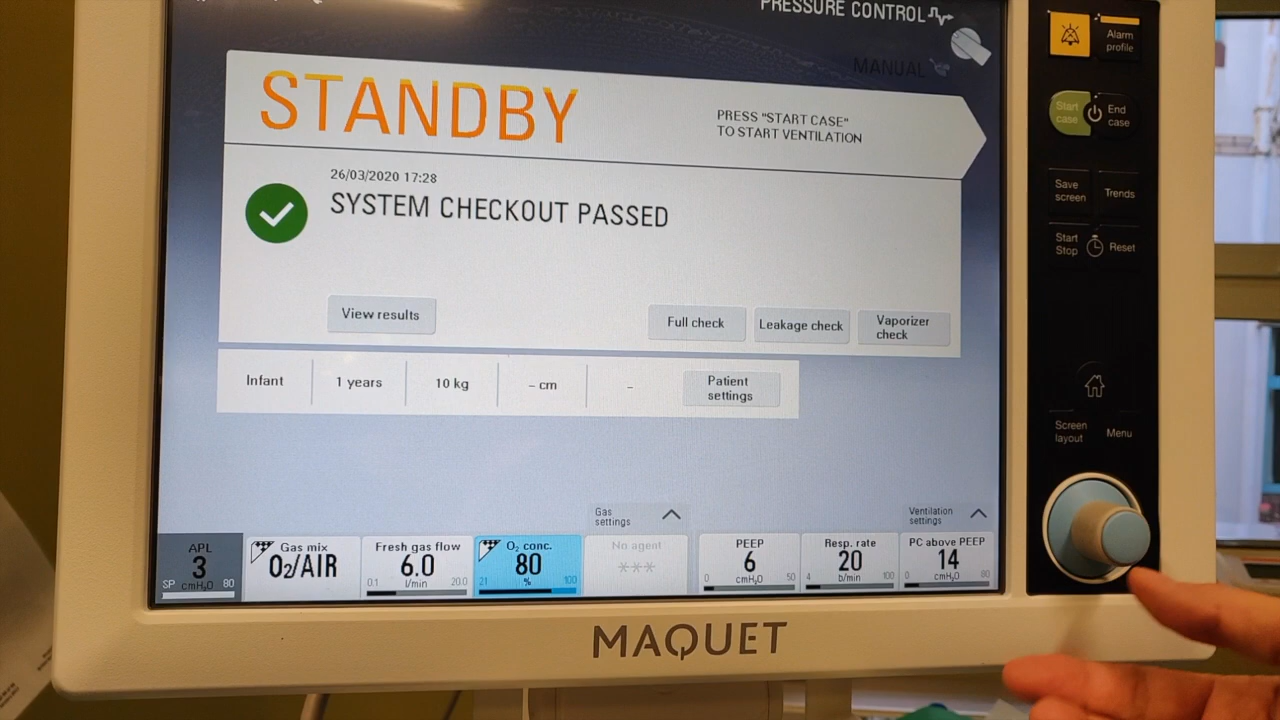 PRESSURE CONTROL
MANUAL
STANDBY
PRESS "START CASE"
TO START VENTILATION
26/03/2020 17:28
SYSTEM CHECKOUT PASSED
View results
Full check
Leakage check
Vaporizer
check
Infant
1 years
10 kg
– cm
–
Patient
settings
Gas
settings
Ventilation
settings
APL
3
SP cmH₂O 80
Gas mix
O₂/AIR
Fresh gas flow
6.0
0.1 l/min 20.0
O₂ conc.
80
21 % 100
No agent
***
PEEP
6
0 cmH₂O 50
Resp. rate
20
4 b/min 100
PC above PEEP
14
0 cmH₂O 80
MAQUET
Alarm
profile
Start
case
End
case
Save
screen
Trends
Start
Stop
Reset
Screen
layout
Menu